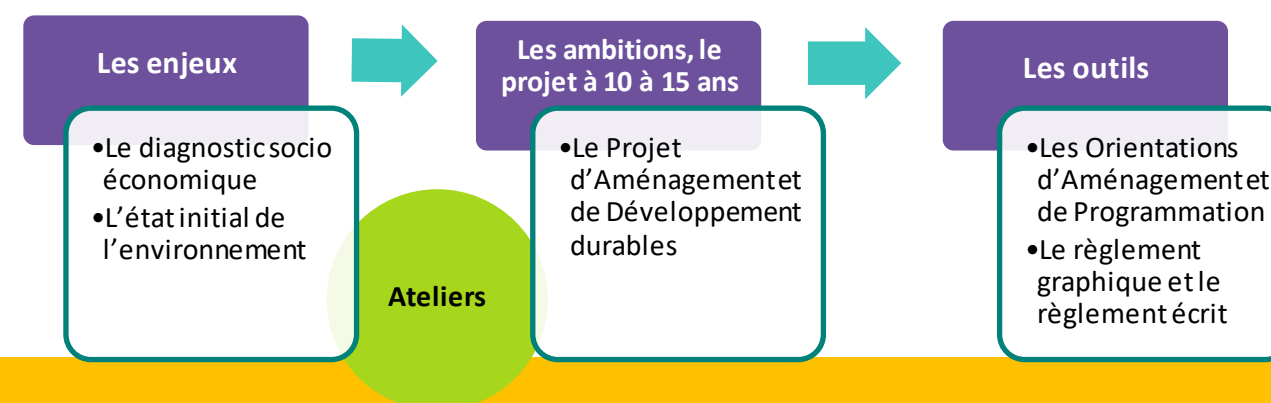 Les enjeux
•Le diagnostic socio
économique
•L'état initial de
l'environnement
Ateliers
Les ambitions, le
projet à 10 à 15 ans
•Le Projet
d'Aménagement et
de Développement
durables
Les outils
•Les Orientations
d'Aménagement et
de Programmation
•Le règlement
graphique et le
règlement écrit